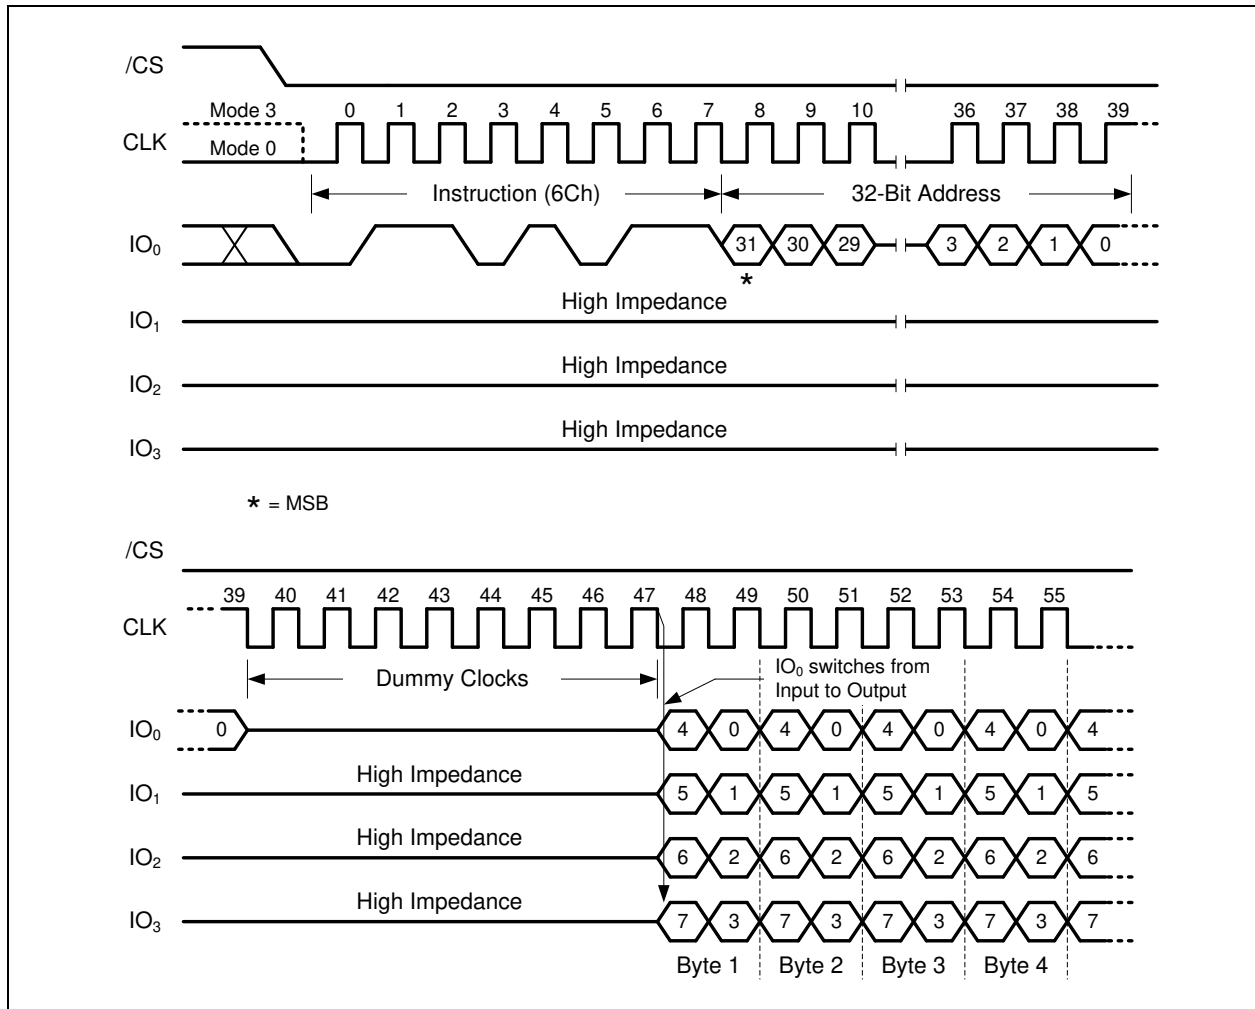 /CS
Mode 3 0 1 2 3 4 5 6 7 8 9 10 36 37 38 39
CLK
Mode 0
Instruction (6Ch) 32-Bit Address
IO0 31 30 29 3 2 1 0
*
High Impedance
IO1
High Impedance
IO2
High Impedance
IO3
* = MSB
/CS
39 40 41 42 43 44 45 46 47 48 49 50 51 52 53 54 55
CLK
Dummy Clocks
IO0 switches from
Input to Output
IO0 0 4 0 4 0 4 0 4 0 4
High Impedance
IO1 5 1 5 1 5 1 5 1 5
High Impedance
IO2 6 2 6 2 6 2 6 2 6
High Impedance
IO3 7 3 7 3 7 3 7 3 7
Byte 1 Byte 2 Byte 3 Byte 4